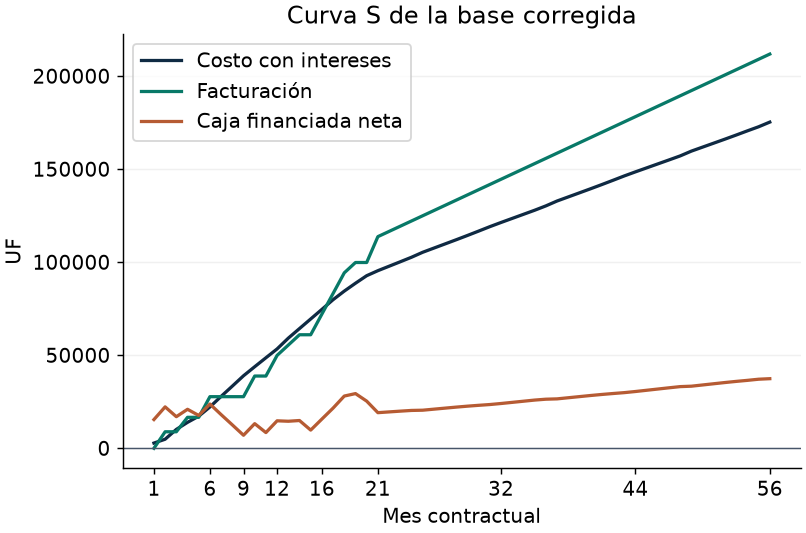 Curva S de la base corregida
Costo con intereses
Facturación
Caja financiada neta
200000
150000
100000
50000
0
UF
1 6 9 12 16 21 32 44 56
Mes contractual